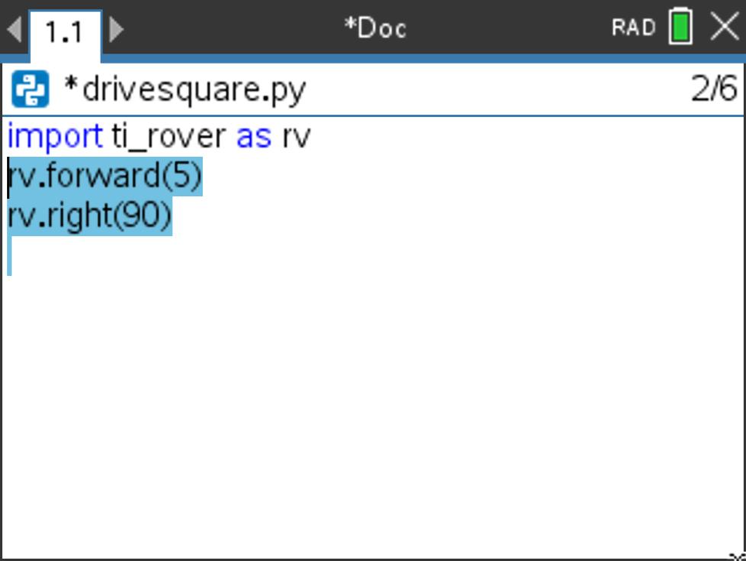 1.1
*Doc
RAD
*drivesquare.py
2/6
import ti_rover as rv
rv.forward(5)
rv.right(90)